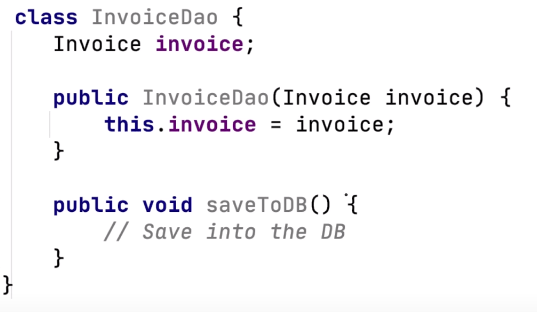 class InvoiceDao {
    Invoice invoice;

    public InvoiceDao(Invoice invoice) {
        this.invoice = invoice;
    }

    public void saveToDB() {
        // Save into the DB
    }
}